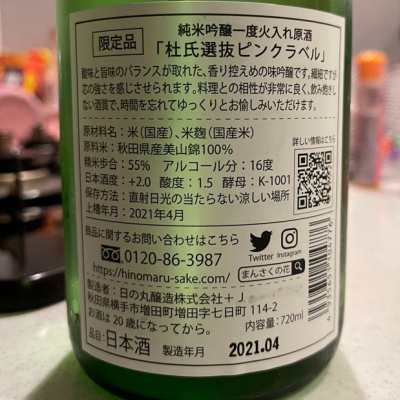 限定品
純米吟醸一度火入れ原酒
「杜氏選抜ピンクラベル」
酸味と旨味のバランスが取れた、香り控えめの味吟醸です。繊細ですが
芯の強さを感じさせられます。料理との相性が非常に良く、飲み飽きし
ない酒質で、時間を忘れてゆっくりとお愉しみいただけます。
原材料名：米（国産）、米麹（国産米）
原料米：秋田県産美山錦100%
精米歩合：55%　アルコール分：16度
日本酒度：+2.0　酸度：1.5　酵母：K-1001
保存方法：直射日光の当たらない涼しい場所
上槽年月：2021年4月
詳しい情報はこちら
商品に関するお問い合わせはこちら
0120-86-3987
https://hinomaru-sake.com/
Twitter
Instagram
まんさくの花
製造者：日の丸醸造株式会社+J
秋田県横手市増田町増田字七日町114-2
お酒は20歳になってから。
内容量：720ml
品目：日本酒
製造年月
2021.04